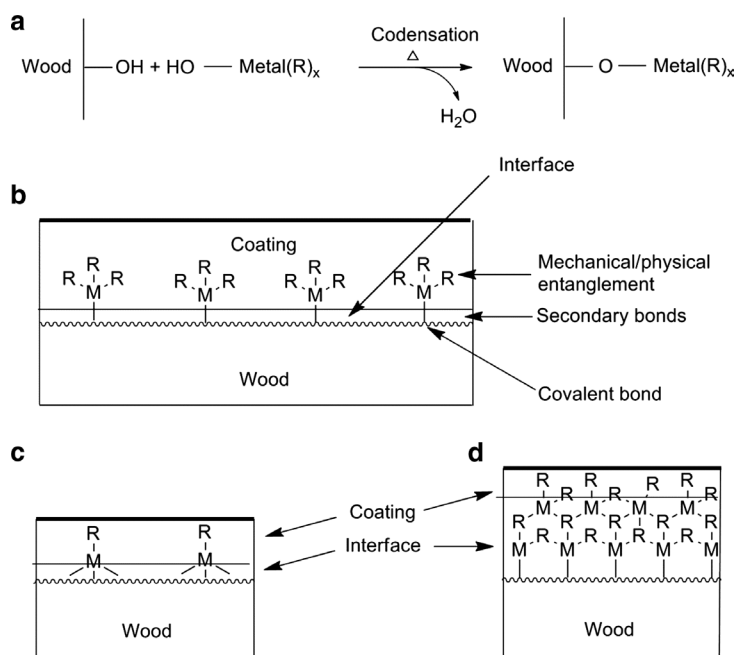 a
Codensation
Wood OH + HO Metal(R)x △ Wood O Metal(R)x
H2O
Interface
b
Coating
R R R R
R R R R R R R R
M M M M
Mechanical/physical
entanglement
Secondary bonds
Wood
Covalent bond
c
d
R R
M M
Coating
Interface
Wood
R R R R
R R R R
M M M M
R R R R R
R R R R
M M M M M
Wood